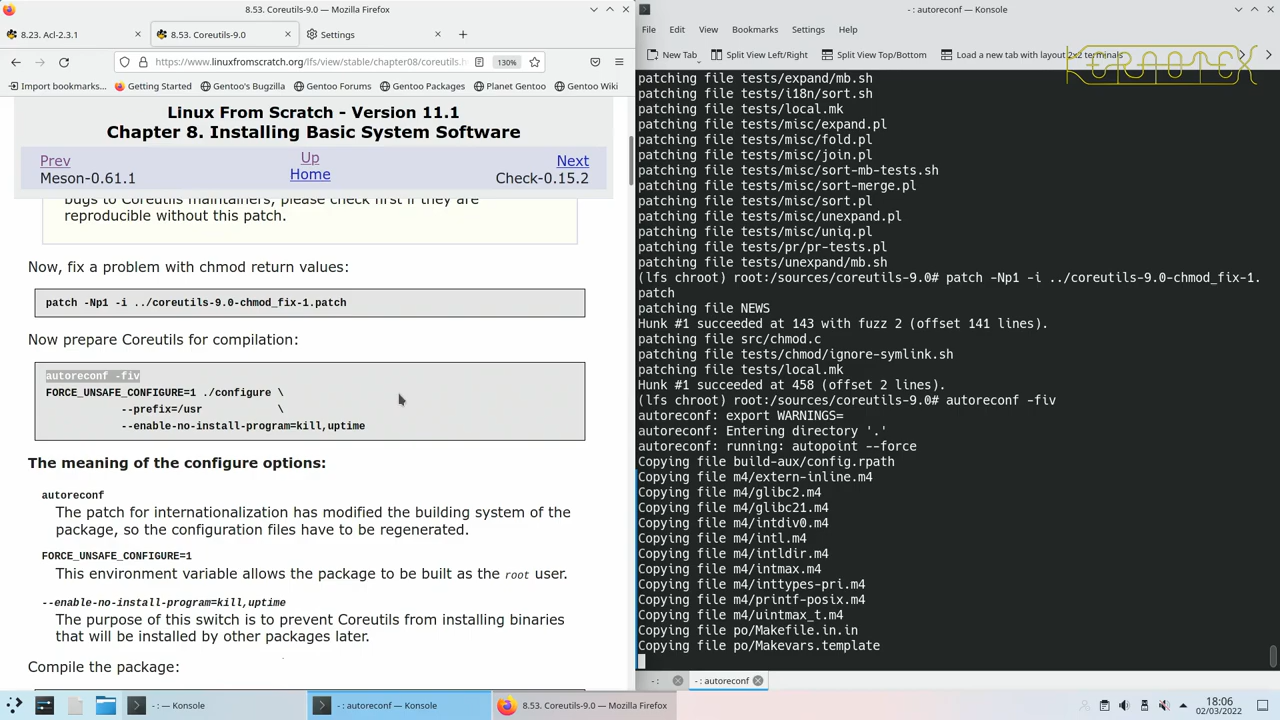 8.53. Coreutils-9.0 — Mozilla Firefox
8.23. Acl-2.3.1
8.53. Coreutils-9.0
Settings
https://www.linuxfromscratch.org/lfs/view/stable/chapter08/coreutils.h
130%
Import bookmarks...
Getting Started
Gentoo's Bugzilla
Gentoo Forums
Gentoo Packages
Planet Gentoo
Gentoo Wiki
Linux From Scratch - Version 11.1
Chapter 8. Installing Basic System Software
Prev
Up
Next
Meson-0.61.1
Home
Check-0.15.2
bugs to Coreutils maintainers, please check first if they are
reproducible without this patch.
Now, fix a problem with chmod return values:
patch -Np1 -i ../coreutils-9.0-chmod_fix-1.patch
Now prepare Coreutils for compilation:
autoreconf -fiv
FORCE_UNSAFE_CONFIGURE=1 ./configure \
--prefix=/usr \
--enable-no-install-program=kill,uptime
The meaning of the configure options:
autoreconf
The patch for internationalization has modified the building system of the
package, so the configuration files have to be regenerated.
FORCE_UNSAFE_CONFIGURE=1
This environment variable allows the package to be built as the root user.
--enable-no-install-program=kill,uptime
The purpose of this switch is to prevent Coreutils from installing binaries
that will be installed by other packages later.
Compile the package:
- : autoreconf — Konsole
File Edit View Bookmarks Settings Help
New Tab
Split View Left/Right
Split View Top/Bottom
Load a new tab with layout 2×2 terminals
KERNOTEX
patching file tests/expand/mb.sh
patching file tests/i18n/sort.sh
patching file tests/local.mk
patching file tests/misc/expand.pl
patching file tests/misc/fold.pl
patching file tests/misc/join.pl
patching file tests/misc/sort-mb-tests.sh
patching file tests/misc/sort-merge.pl
patching file tests/misc/sort.pl
patching file tests/misc/unexpand.pl
patching file tests/misc/uniq.pl
patching file tests/pr/pr-tests.pl
patching file tests/unexpand/mb.sh
(lfs chroot) root:/sources/coreutils-9.0# patch -Np1 -i ../coreutils-9.0-chmod_fix-1.
patch
patching file NEWS
Hunk #1 succeeded at 143 with fuzz 2 (offset 141 lines).
patching file src/chmod.c
patching file tests/chmod/ignore-symlink.sh
patching file tests/local.mk
Hunk #1 succeeded at 458 (offset 2 lines).
(lfs chroot) root:/sources/coreutils-9.0# autoreconf -fiv
autoreconf: export WARNINGS=
autoreconf: Entering directory '.'
autoreconf: running: autopoint --force
Copying file build-aux/config.rpath
Copying file m4/extern-inline.m4
Copying file m4/glibc2.m4
Copying file m4/glibc21.m4
Copying file m4/intdiv0.m4
Copying file m4/intl.m4
Copying file m4/intldir.m4
Copying file m4/intmax.m4
Copying file m4/inttypes-pri.m4
Copying file m4/printf-posix.m4
Copying file m4/uintmax_t.m4
Copying file po/Makefile.in.in
Copying file po/Makevars.template
- :
- : autoreconf
- : — Konsole
- : autoreconf — Konsole
8.53. Coreutils-9.0 — Mozilla Firefox
18:06
02/03/2022